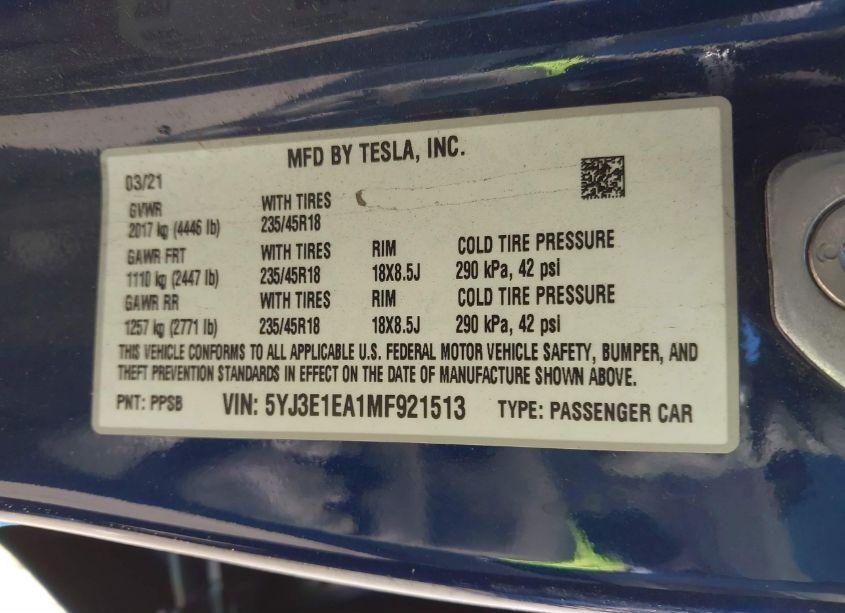 MFD BY TESLA, INC.
03/21
GVWR WITH TIRES
2017 kg (4446 lb) 235/45R18
GAWR FRT WITH TIRES RIM COLD TIRE PRESSURE
1110 kg (2447 lb) 235/45R18 18X8.5J 290 kPa, 42 psi
GAWR RR WITH TIRES RIM COLD TIRE PRESSURE
1257 kg (2771 lb) 235/45R18 18X8.5J 290 kPa, 42 psi
THIS VEHICLE CONFORMS TO ALL APPLICABLE U.S. FEDERAL MOTOR VEHICLE SAFETY, BUMPER, AND
THEFT PREVENTION STANDARDS IN EFFECT ON THE DATE OF MANUFACTURE SHOWN ABOVE.
PNT: PPSB VIN: 5YJ3E1EA1MF921513 TYPE: PASSENGER CAR